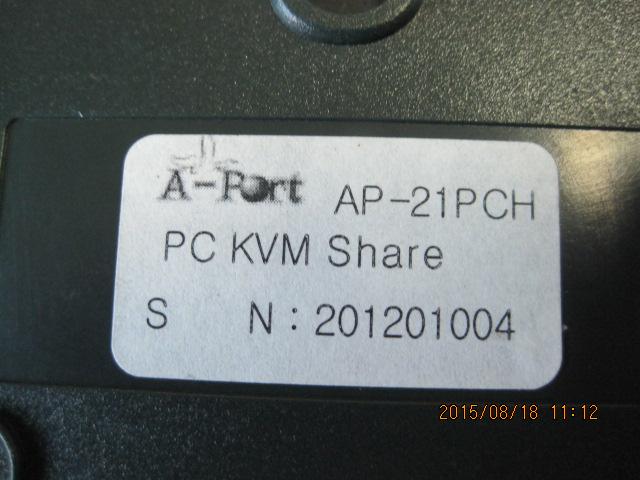 A-Port AP-21PCH
PC KVM Share
S N : 201201004
2015/08/18 11:12